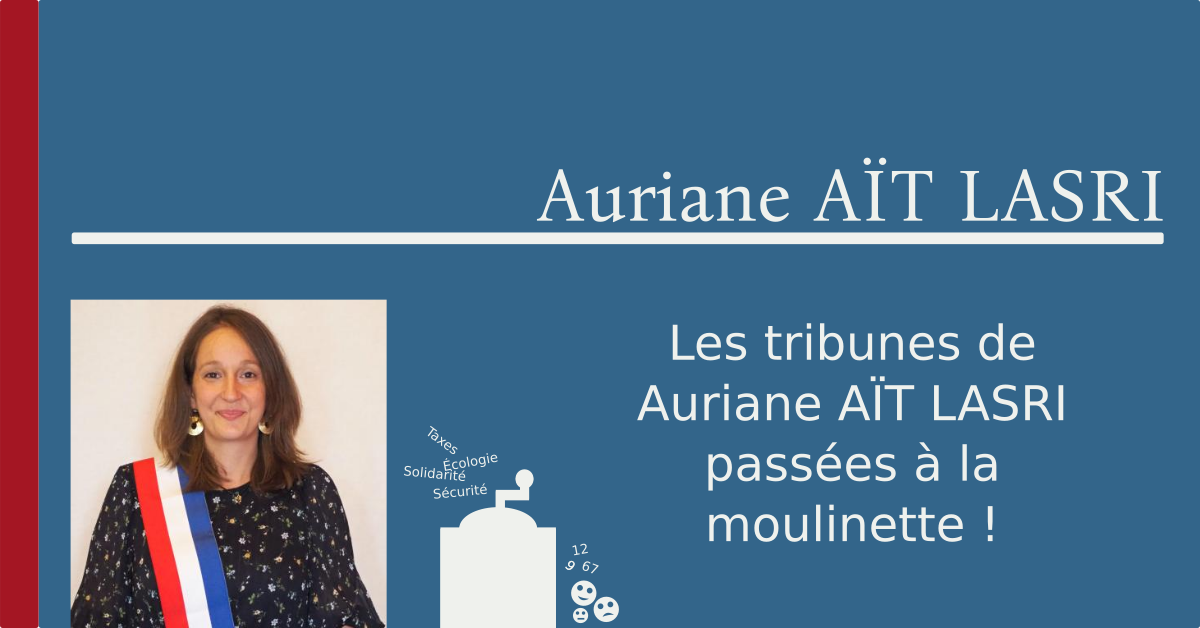 Auriane AÏT LASRI
Les tribunes de
Auriane AÏT LASRI
passées à la
moulinette !
Taxes
Écologie
Solidarité
Sécurité
12
9 67